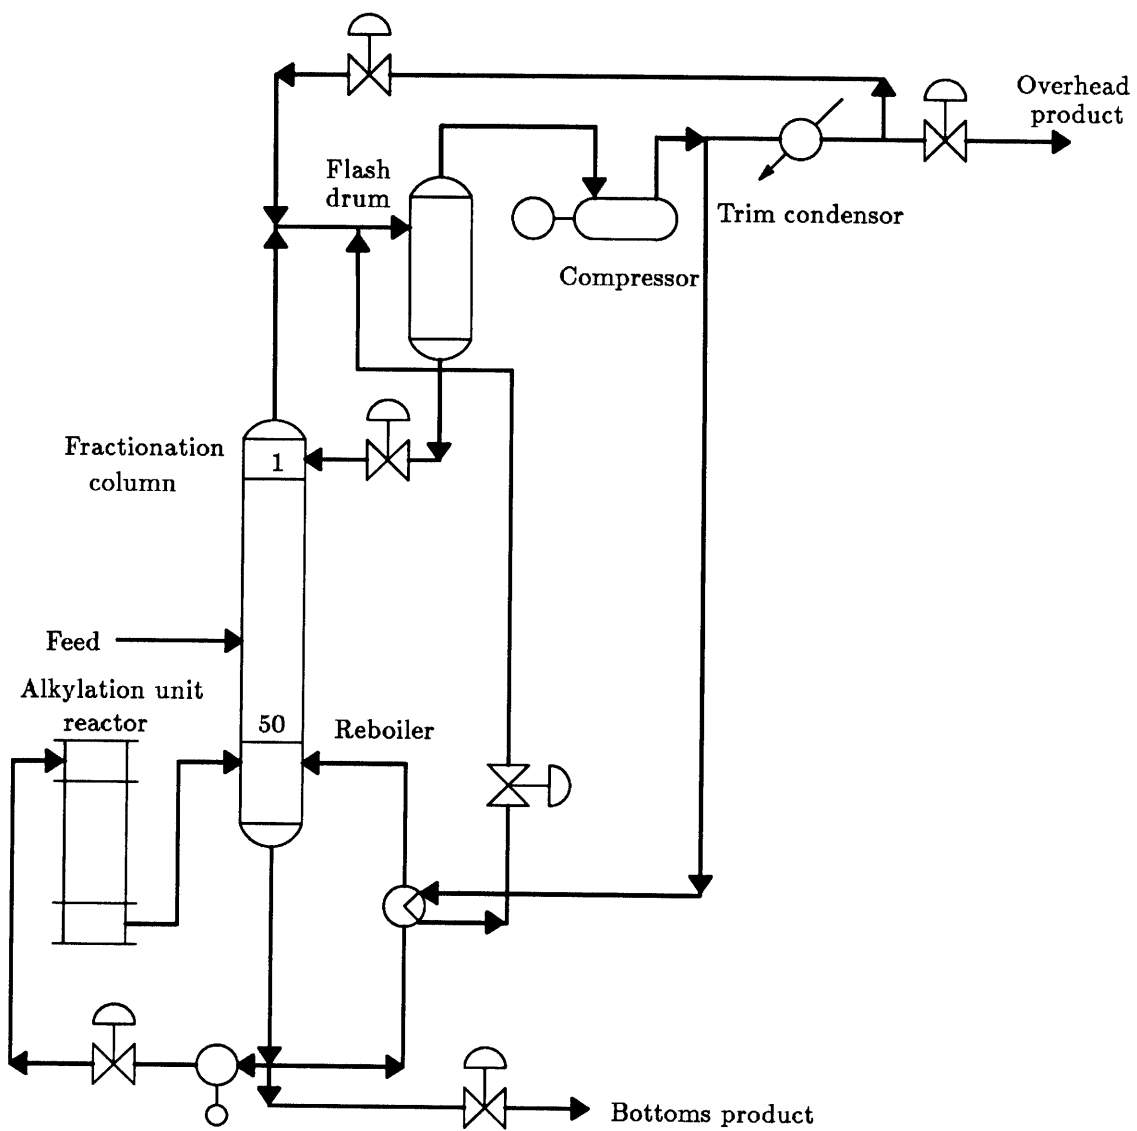 Overhead
product
Flash
drum
Trim condensor
Compressor
Fractionation
column
1
Feed
Alkylation unit
reactor
50
Reboiler
Bottoms product